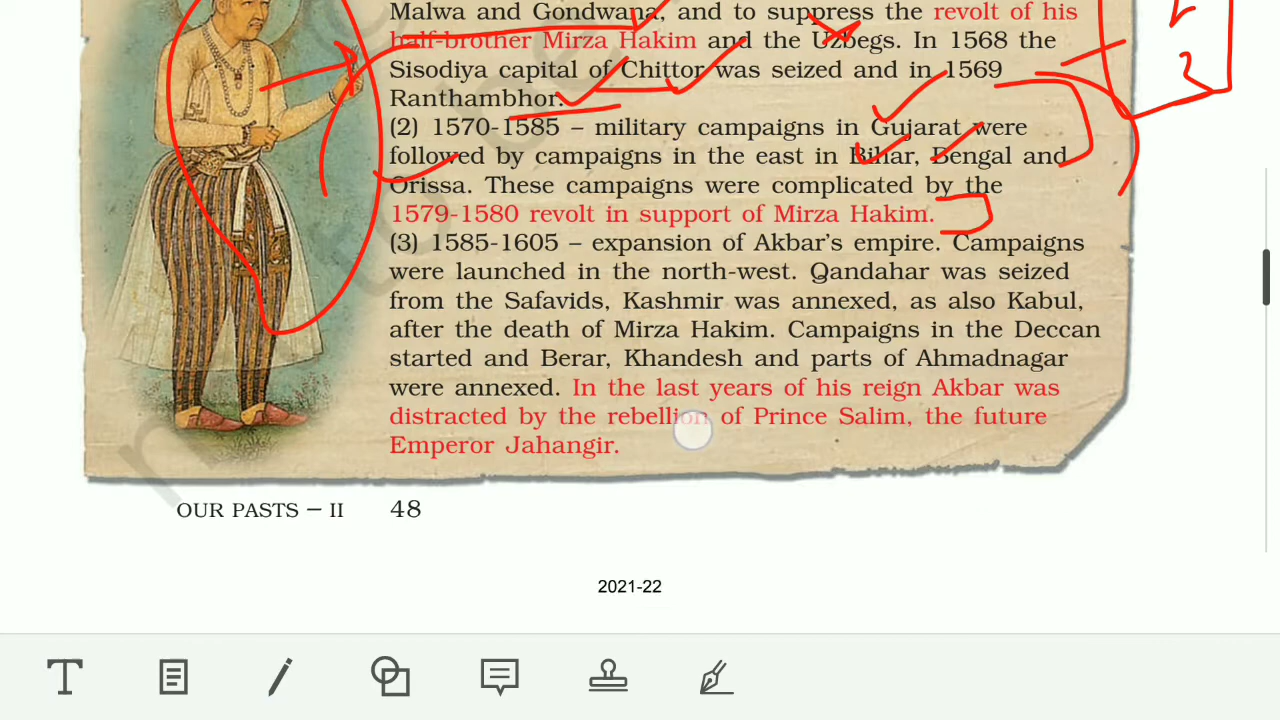 Malwa and Gondwana, and to suppress the revolt of his
half-brother Mirza Hakim and the Uzbegs. In 1568 the
Sisodiya capital of Chittor was seized and in 1569
Ranthambhor.
(2) 1570-1585 – military campaigns in Gujarat were
followed by campaigns in the east in Bihar, Bengal and
Orissa. These campaigns were complicated by the
1579-1580 revolt in support of Mirza Hakim.
(3) 1585-1605 – expansion of Akbar's empire. Campaigns
were launched in the north-west. Qandahar was seized
from the Safavids, Kashmir was annexed, as also Kabul,
after the death of Mirza Hakim. Campaigns in the Deccan
started and Berar, Khandesh and parts of Ahmadnagar
were annexed. In the last years of his reign Akbar was
distracted by the rebellion of Prince Salim, the future
Emperor Jahangir.
OUR PASTS – II 48
2021-22